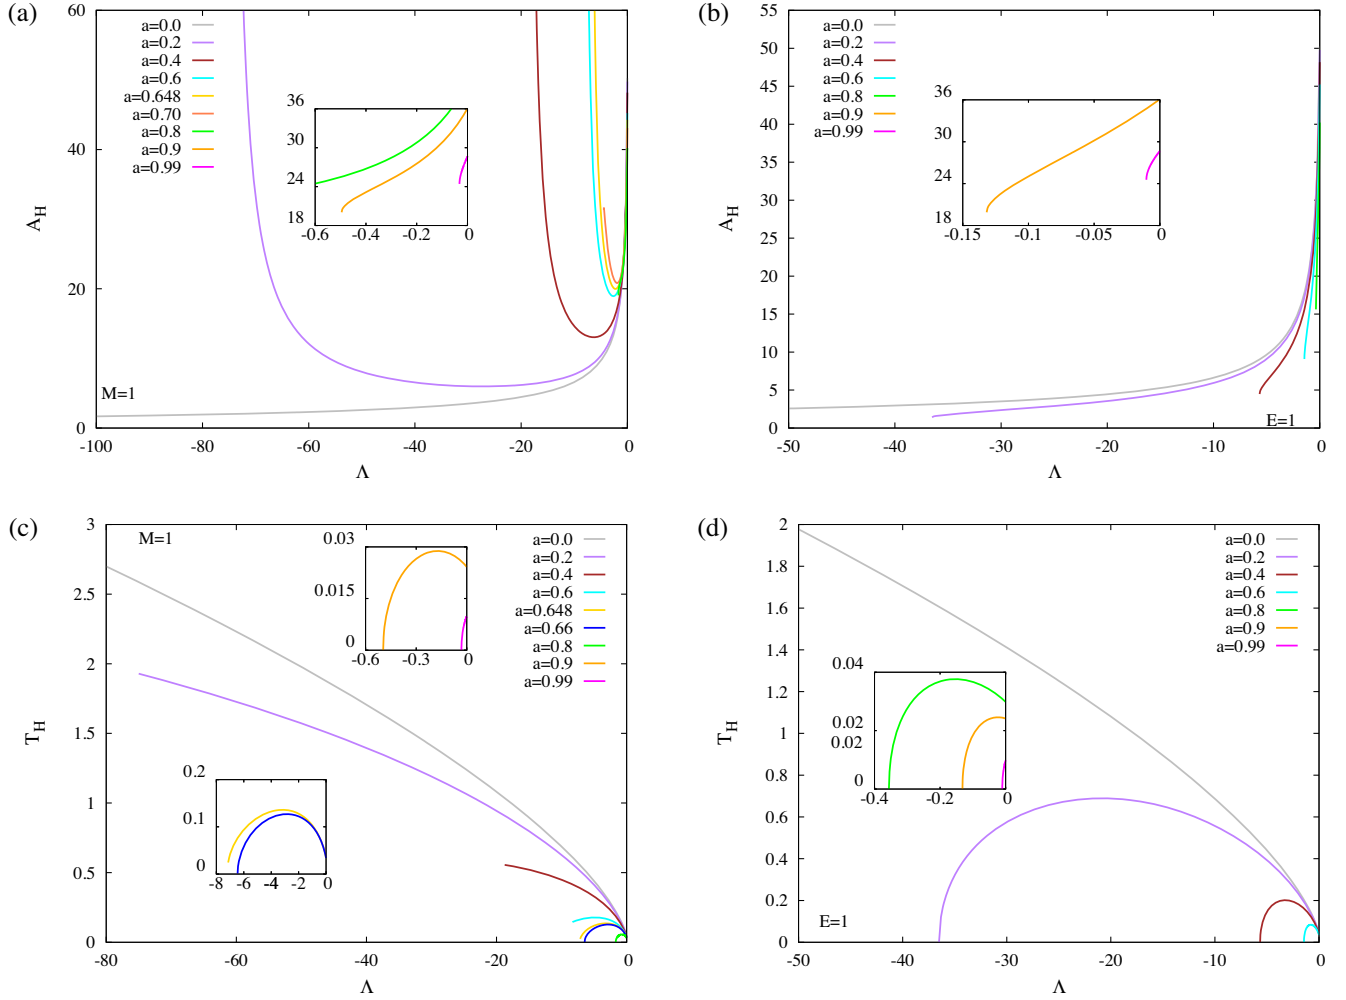 (a)
60
40
20
0
-100
-80
-60
-40
-20
0
A_H
Λ
M=1
a=0.0
a=0.2
a=0.4
a=0.6
a=0.648
a=0.70
a=0.8
a=0.9
a=0.99
36
30
24
18
-0.6
-0.4
-0.2
0
(b)
55
50
45
40
35
30
25
20
15
10
5
0
-50
-40
-30
-20
-10
0
A_H
Λ
E=1
a=0.0
a=0.2
a=0.4
a=0.6
a=0.8
a=0.9
a=0.99
36
30
24
18
-0.15
-0.1
-0.05
0
(c)
3
2.5
2
1.5
1
0.5
0
-80
-60
-40
-20
0
T_H
Λ
M=1
a=0.0
a=0.2
a=0.4
a=0.6
a=0.648
a=0.66
a=0.8
a=0.9
a=0.99
0.03
0.015
0
-0.6
-0.3
0
0.2
0.1
0
-8
-6
-4
-2
0
(d)
2
1.8
1.6
1.4
1.2
1
0.8
0.6
0.4
0.2
0
-50
-40
-30
-20
-10
0
T_H
Λ
E=1
a=0.0
a=0.2
a=0.4
a=0.6
a=0.8
a=0.9
a=0.99
0.04
0.02
0.02
0
-0.4
-0.2
0